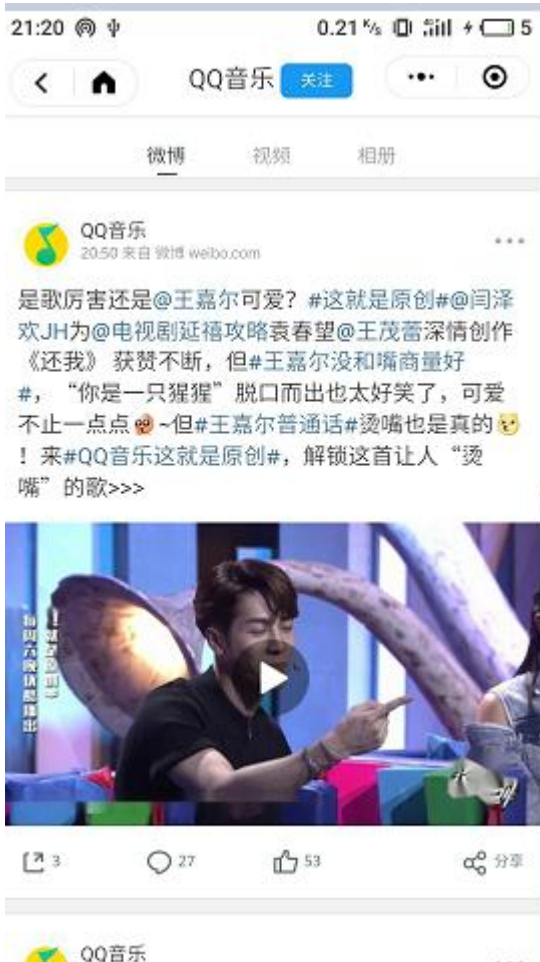 21:20
0.21 K/s
5
QQ音乐
关注
微博
视频
相册
QQ音乐
20:50 来自 微博 weibo.com
是歌厉害还是@王嘉尔可爱？#这就是原创#@闫泽
欢JH为@电视剧延禧攻略袁春望@王茂蕾深情创作
《还我》 获赞不断，但#王嘉尔没和嘴商量好
#，“你是一只猩猩”脱口而出也太好笑了，可爱
不止一点点~但#王嘉尔普通话#烫嘴也是真的
！来#QQ音乐这就是原创#，解锁这首让人“烫
嘴”的歌>>>
3
27
53
分享
QQ音乐